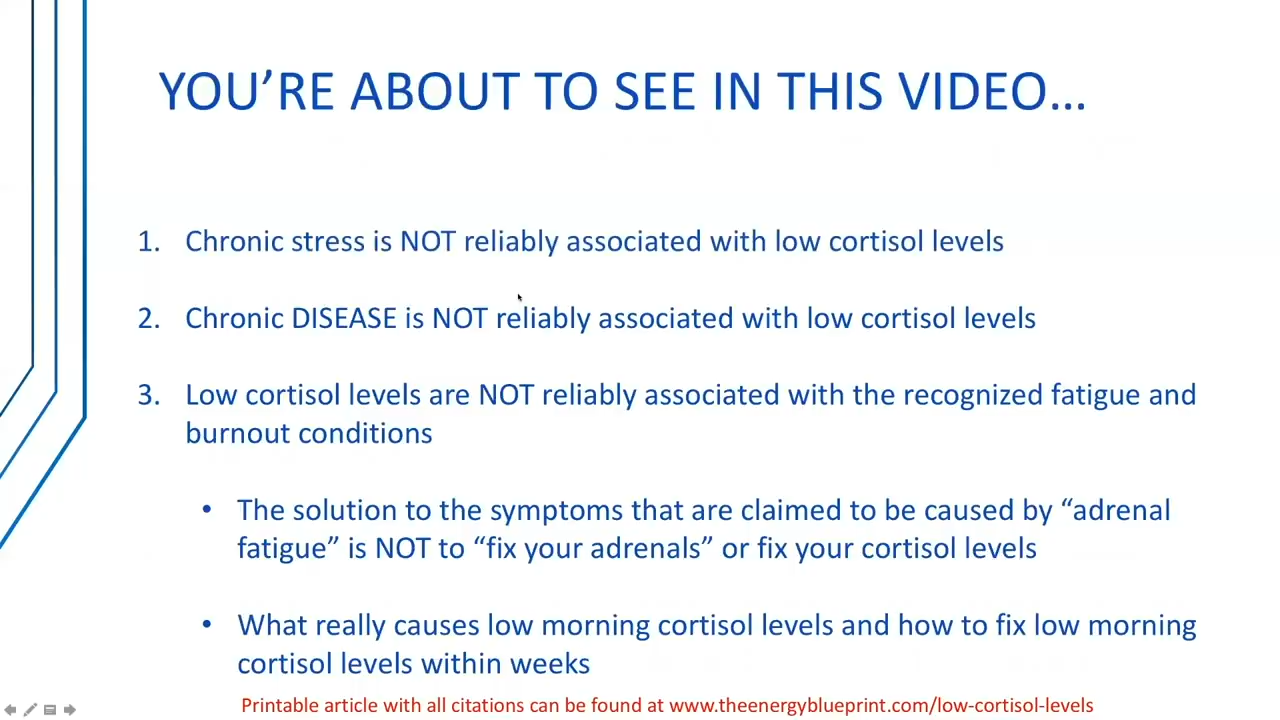 YOU’RE ABOUT TO SEE IN THIS VIDEO…
1. Chronic stress is NOT reliably associated with low cortisol levels
2. Chronic DISEASE is NOT reliably associated with low cortisol levels
3. Low cortisol levels are NOT reliably associated with the recognized fatigue and
burnout conditions
• The solution to the symptoms that are claimed to be caused by “adrenal
fatigue” is NOT to “fix your adrenals” or fix your cortisol levels
• What really causes low morning cortisol levels and how to fix low morning
cortisol levels within weeks
Printable article with all citations can be found at www.theenergyblueprint.com/low-cortisol-levels